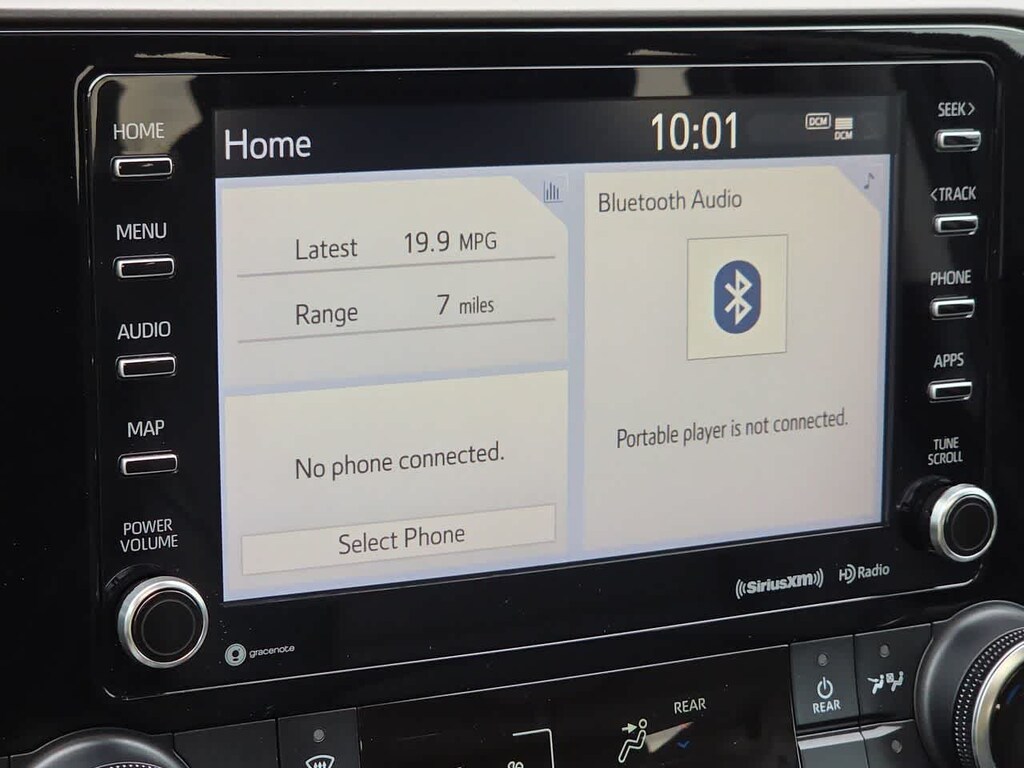 HOME
MENU
AUDIO
MAP
POWER
VOLUME
Home
10:01
DCM
DCM
Latest 19.9 MPG
Range 7 miles
No phone connected.
Select Phone
Bluetooth Audio
Portable player is not connected.
SEEK>
<TRACK
PHONE
APPS
TUNE
SCROLL
gracenote
((SiriusXM))
HD Radio
REAR
REAR